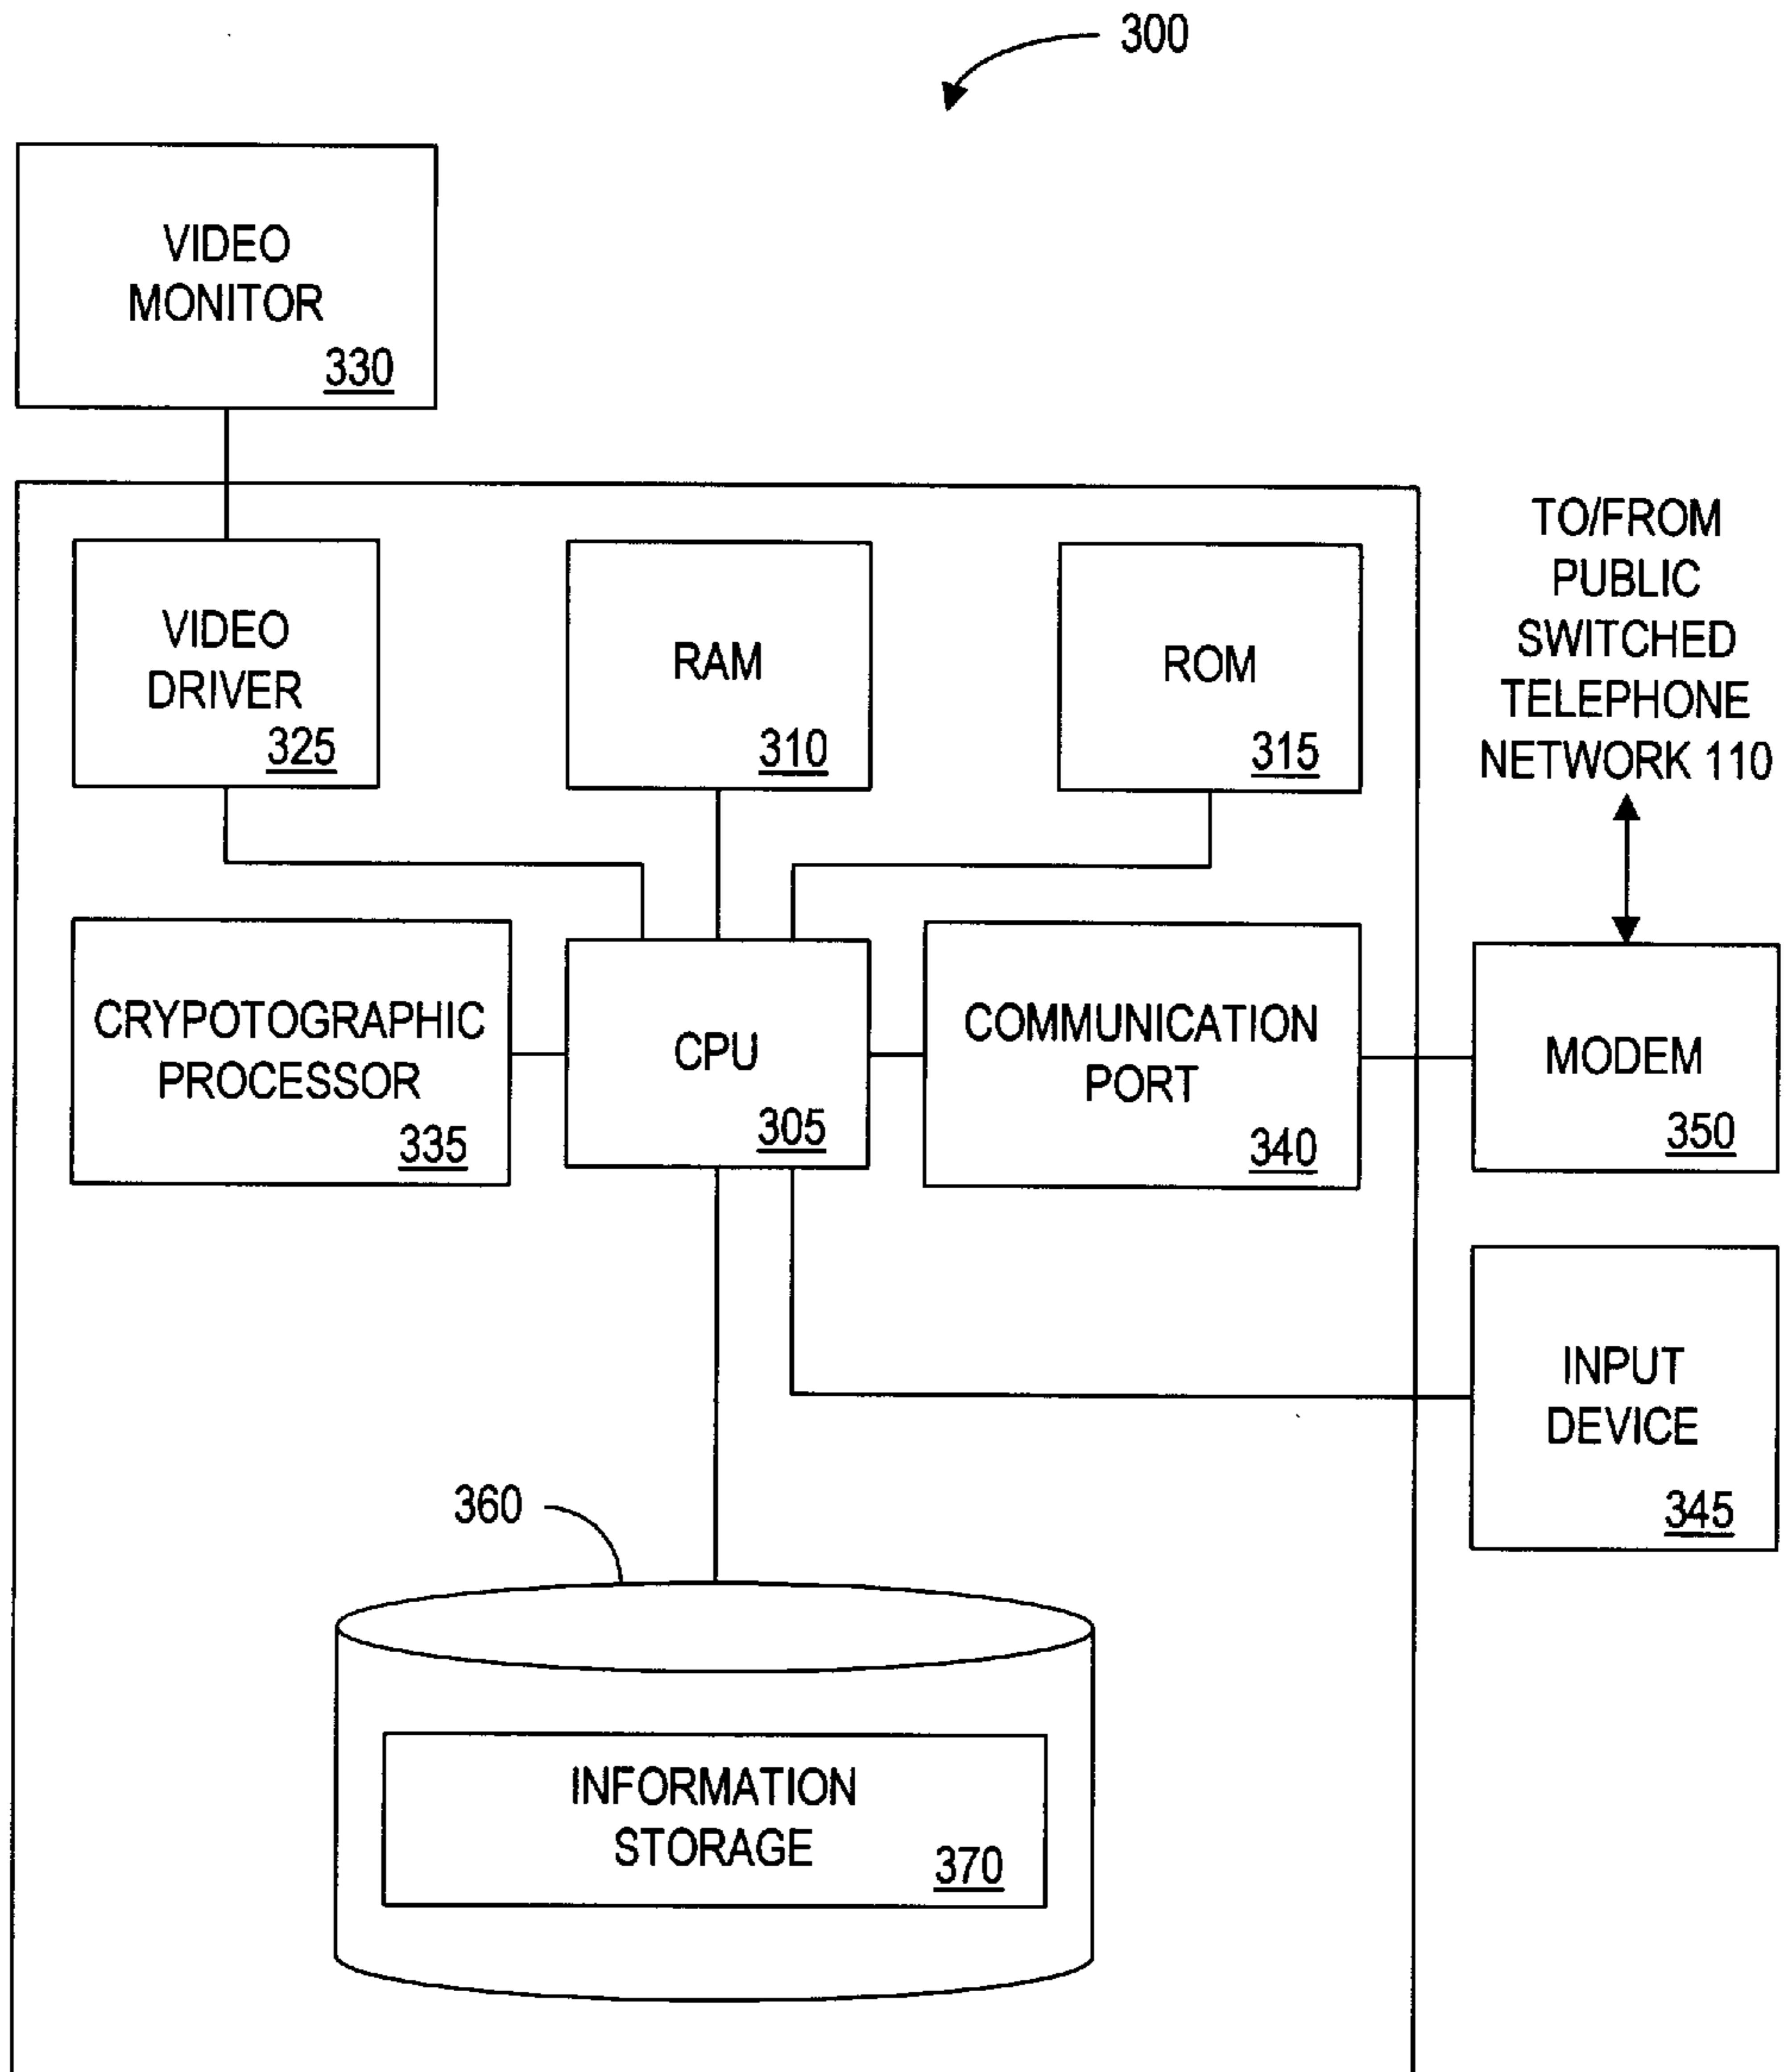 300
VIDEO
MONITOR
330
VIDEO
DRIVER
325
RAM
310
ROM
315
TO/FROM
PUBLIC
SWITCHED
TELEPHONE
NETWORK 110
CRYPOTOGRAPHIC
PROCESSOR
335
CPU
305
COMMUNICATION
PORT
340
MODEM
350
INPUT
DEVICE
345
360
INFORMATION
STORAGE
370